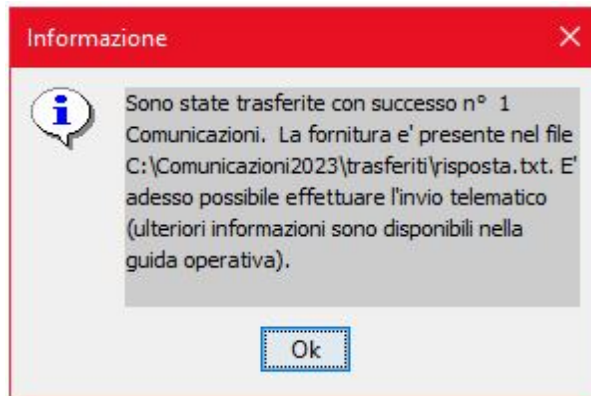 Informazione
Sono state trasferite con successo n° 1
Comunicazioni. La fornitura e' presente nel file
C:\Comunicazioni2023\trasferiti\risposta.txt. E'
adesso possibile effettuare l'invio telematico
(ulteriori informazioni sono disponibili nella
guida operativa).
Ok